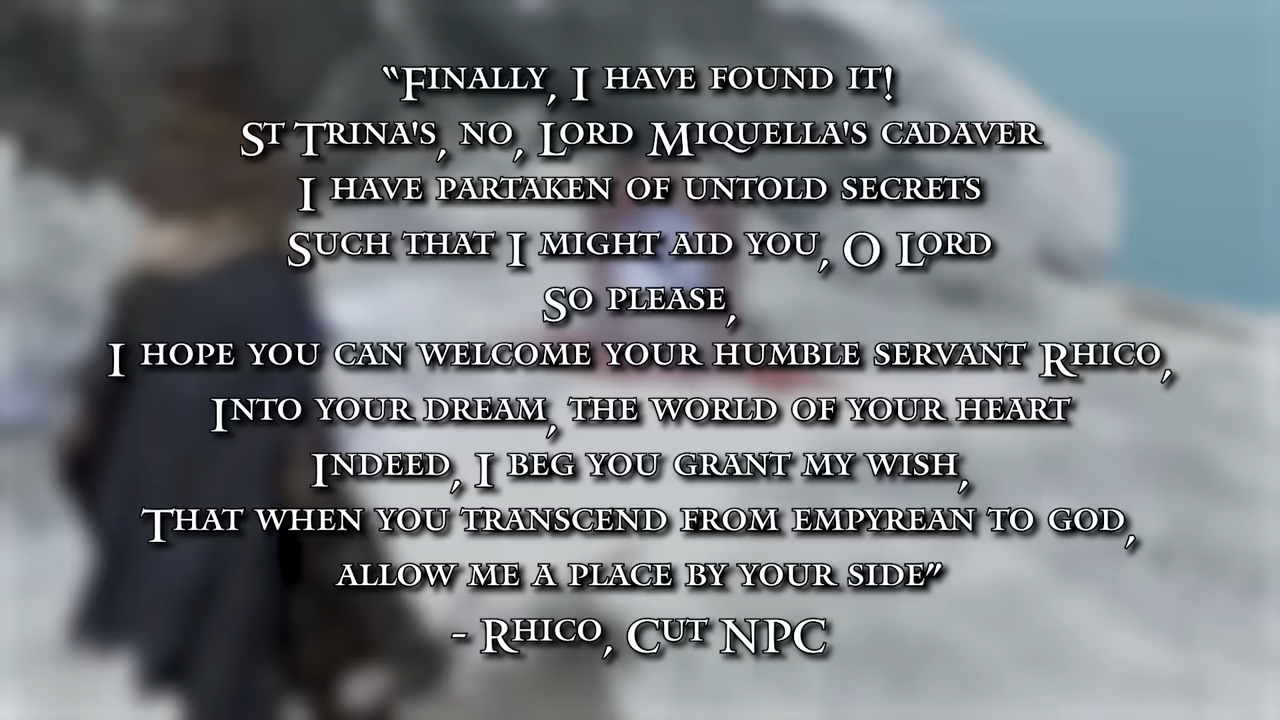 “Finally, I have found it!
St Trina's, no, Lord Miquella's cadaver
I have partaken of untold secrets
Such that I might aid you, O Lord
So please,
I hope you can welcome your humble servant Rhico,
Into your dream, the world of your heart
Indeed, I beg you grant my wish,
That when you transcend from empyrean to god,
allow me a place by your side”
- Rhico, Cut NPC